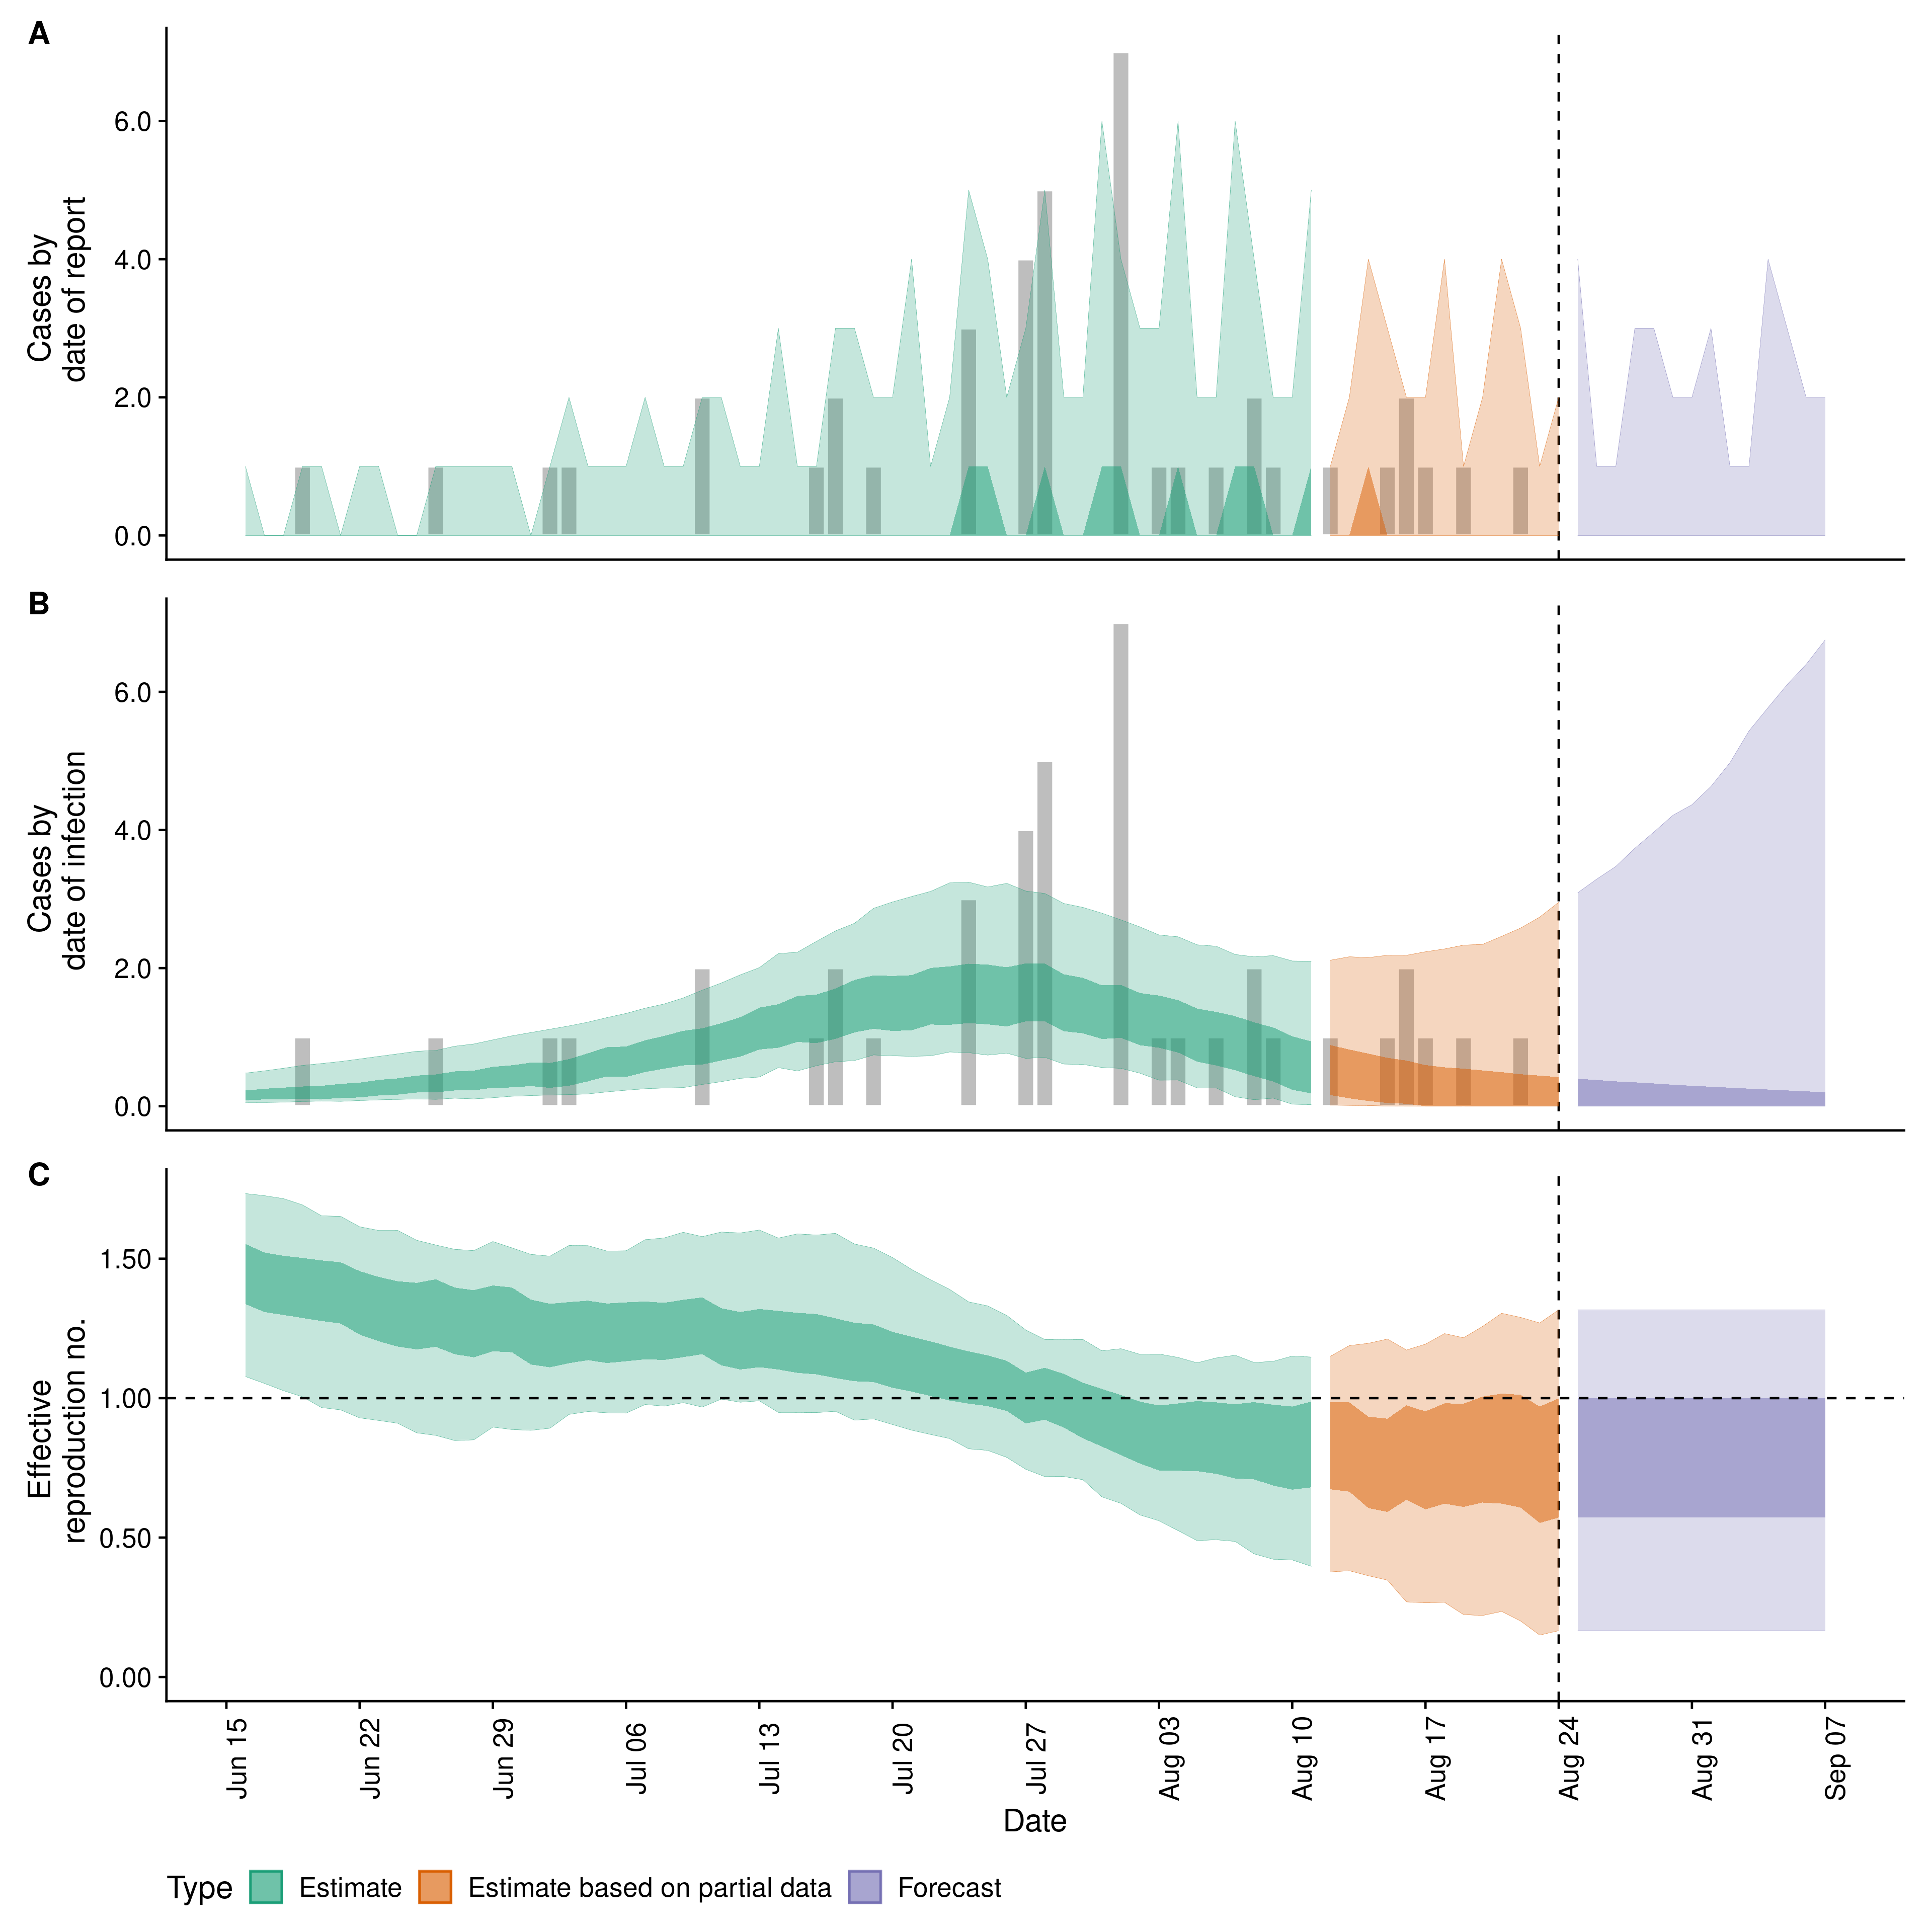 A
Cases by
date of report
6.0
4.0
2.0
0.0
B
Cases by
date of infection
6.0
4.0
2.0
0.0
C
Effective
reproduction no.
1.50
1.00
0.50
0.00
Jun 15
Jun 22
Jun 29
Jul 06
Jul 13
Jul 20
Jul 27
Aug 03
Aug 10
Aug 17
Aug 24
Aug 31
Sep 07
Date
Type Estimate Estimate based on partial data Forecast